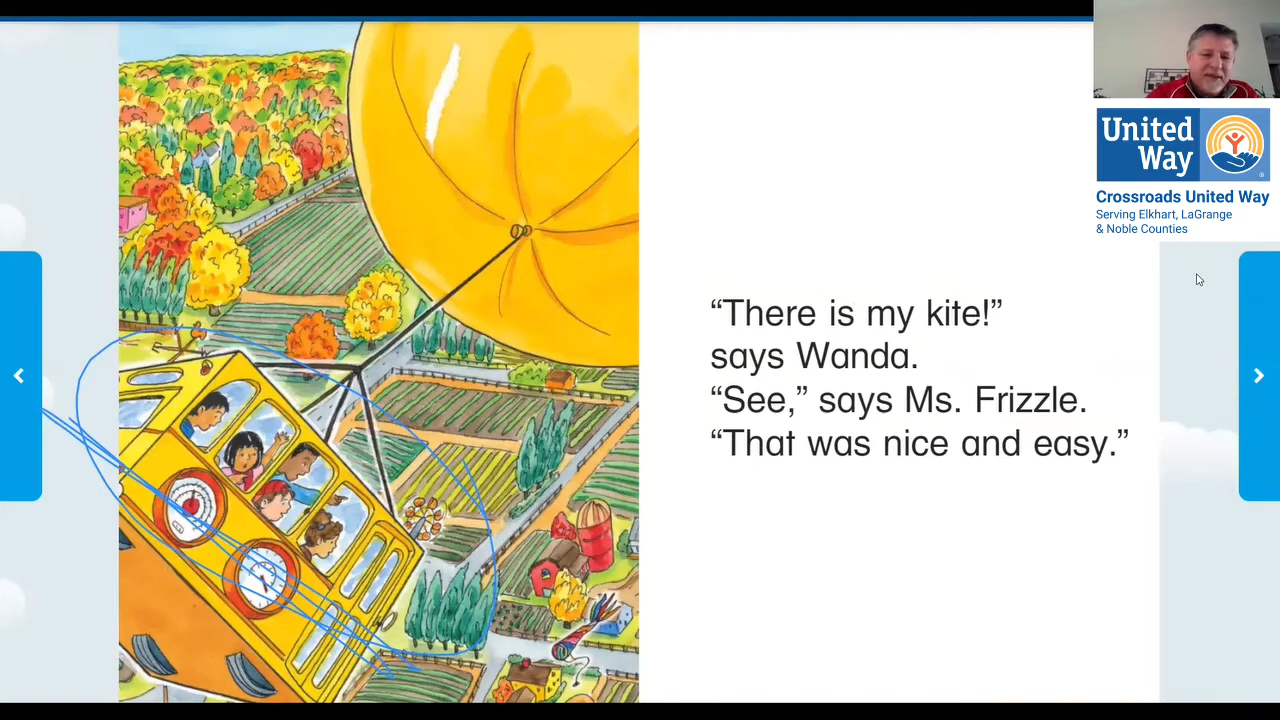 “There is my kite!”
says Wanda.
“See,” says Ms. Frizzle.
“That was nice and easy.”
United
Way
Crossroads United Way
Serving Elkhart, LaGrange
& Noble Counties